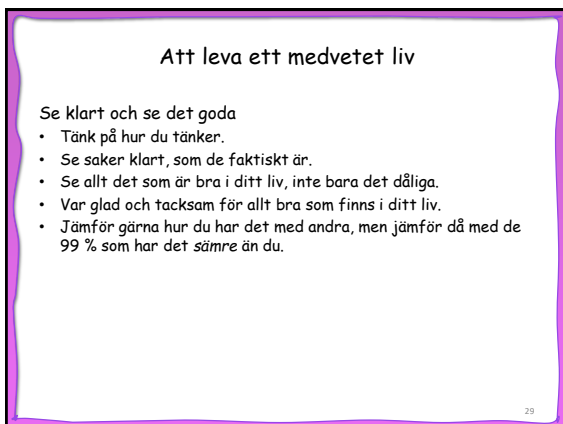 Att leva ett medvetet liv
Se klart och se det goda
• Tänk på hur du tänker.
• Se saker klart, som de faktiskt är.
• Se allt det som är bra i ditt liv, inte bara det dåliga.
• Var glad och tacksam för allt bra som finns i ditt liv.
• Jämför gärna hur du har det med andra, men jämför då med de
99 % som har det sämre än du.
29